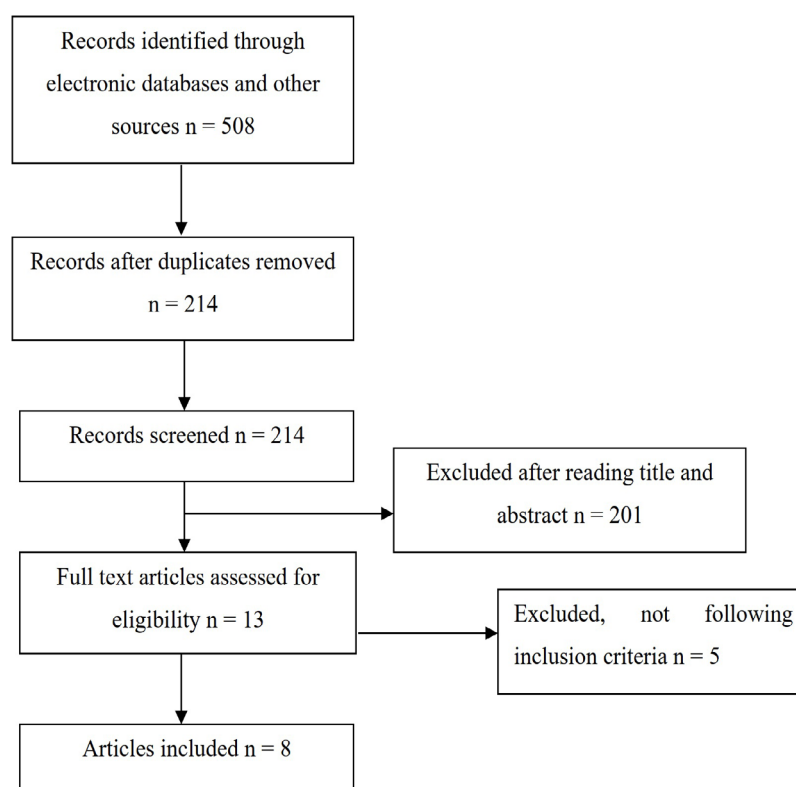 Records identified through
electronic databases and other
sources n = 508
Records after duplicates removed
n = 214
Records screened n = 214
Excluded after reading title and
abstract n = 201
Full text articles assessed for
eligibility n = 13
Excluded, not following
inclusion criteria n = 5
Articles included n = 8